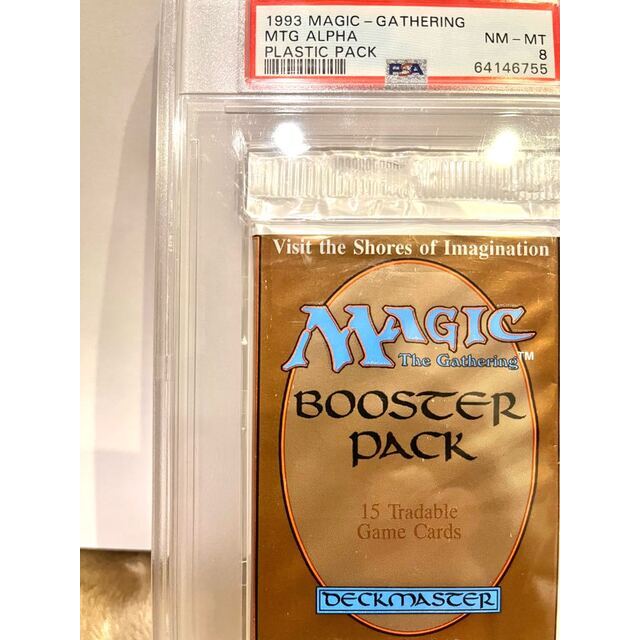 1993 MAGIC - GATHERING
MTG ALPHA NM - MT
PLASTIC PACK 8
PSA 64146755
Visit the Shores of Imagination
MAGIC
The Gathering™
BOOSTER
PACK
15 Tradable
Game Cards
DECKMASTER